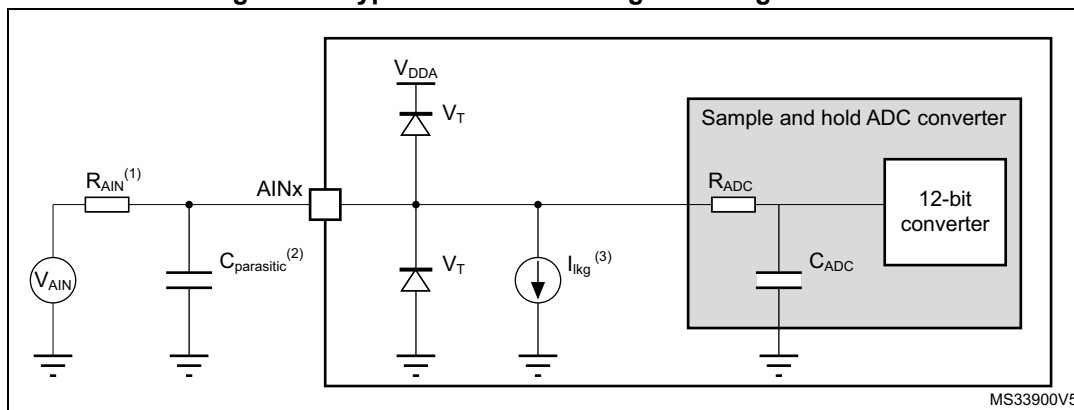 V_DDA
V_T
Sample and hold ADC converter
R_AIN^(1)
AINx
R_ADC
12-bit
converter
C_parasitic^(2)
V_T
I_lkg^(3)
C_ADC
V_AIN
MS33900V5